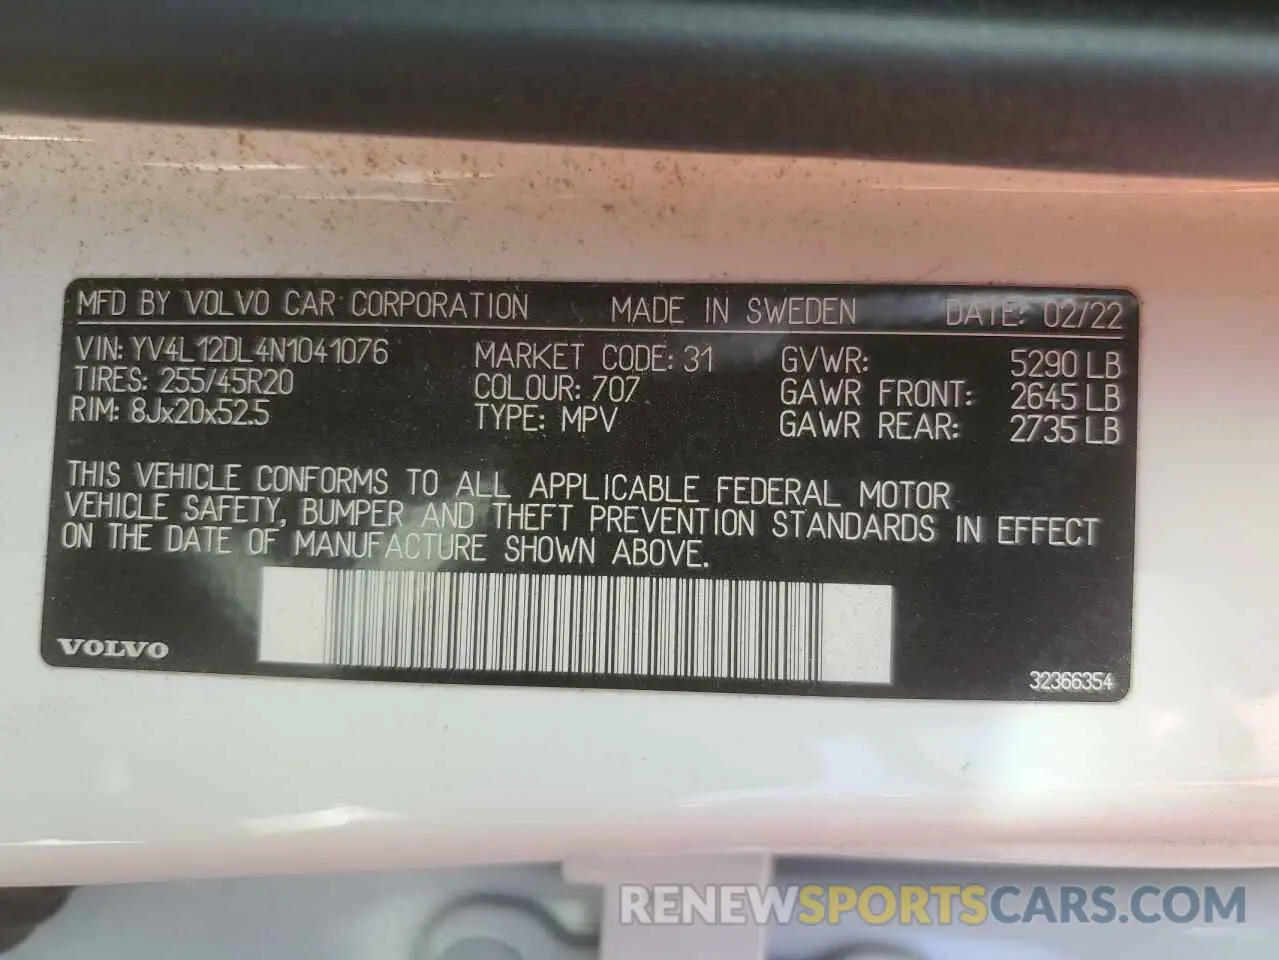 MFD BY VOLVO CAR CORPORATION MADE IN SWEDEN DATE: 02/22
VIN: YV4L12DL4N1041076 MARKET CODE: 31 GVWR: 5290 LB
TIRES: 255/45R20 COLOUR: 707 GAWR FRONT: 2645 LB
RIM: 8Jx20x52.5 TYPE: MPV GAWR REAR: 2735 LB
THIS VEHICLE CONFORMS TO ALL APPLICABLE FEDERAL MOTOR
VEHICLE SAFETY, BUMPER AND THEFT PREVENTION STANDARDS IN EFFECT
ON THE DATE OF MANUFACTURE SHOWN ABOVE.
VOLVO
32366354
RENEWSPORTSCARS.COM